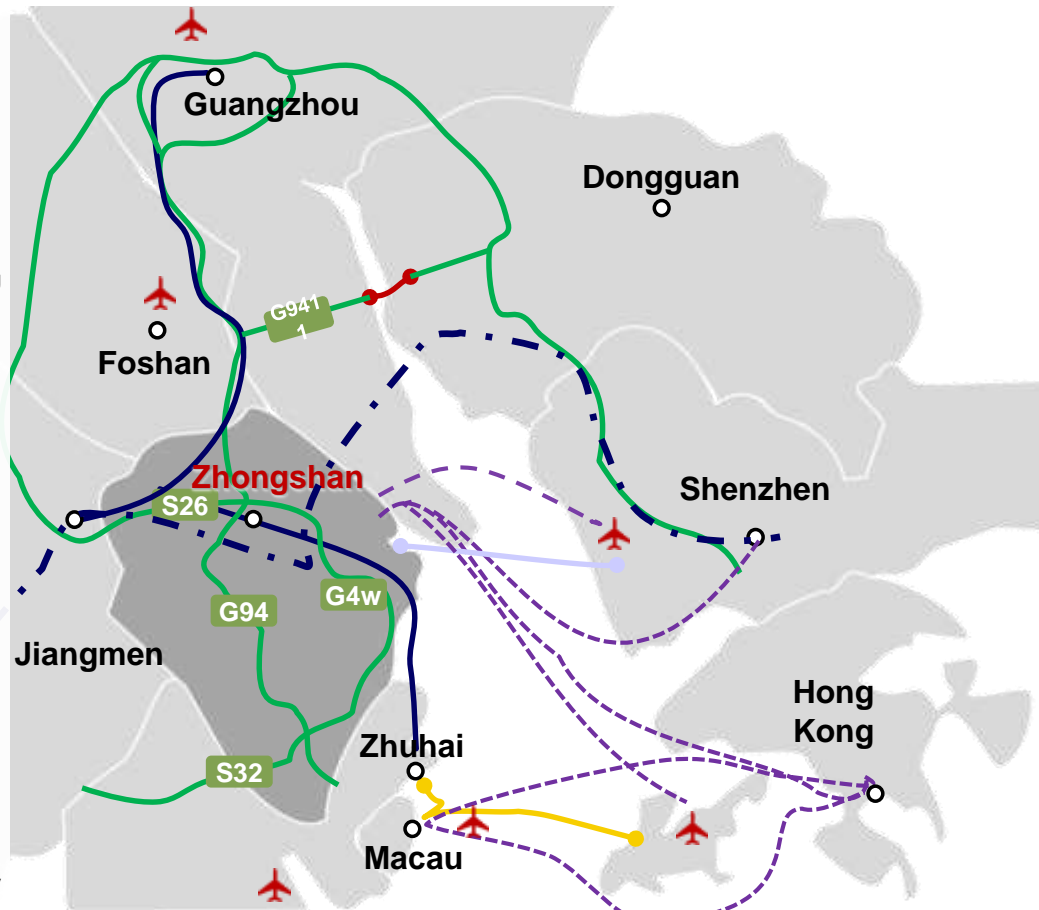 Guangzhou
Dongguan
G941
1
Foshan
Zhongshan
S26
Shenzhen
G94
G4w
Jiangmen
Hong
Kong
Zhuhai
S32
Macau